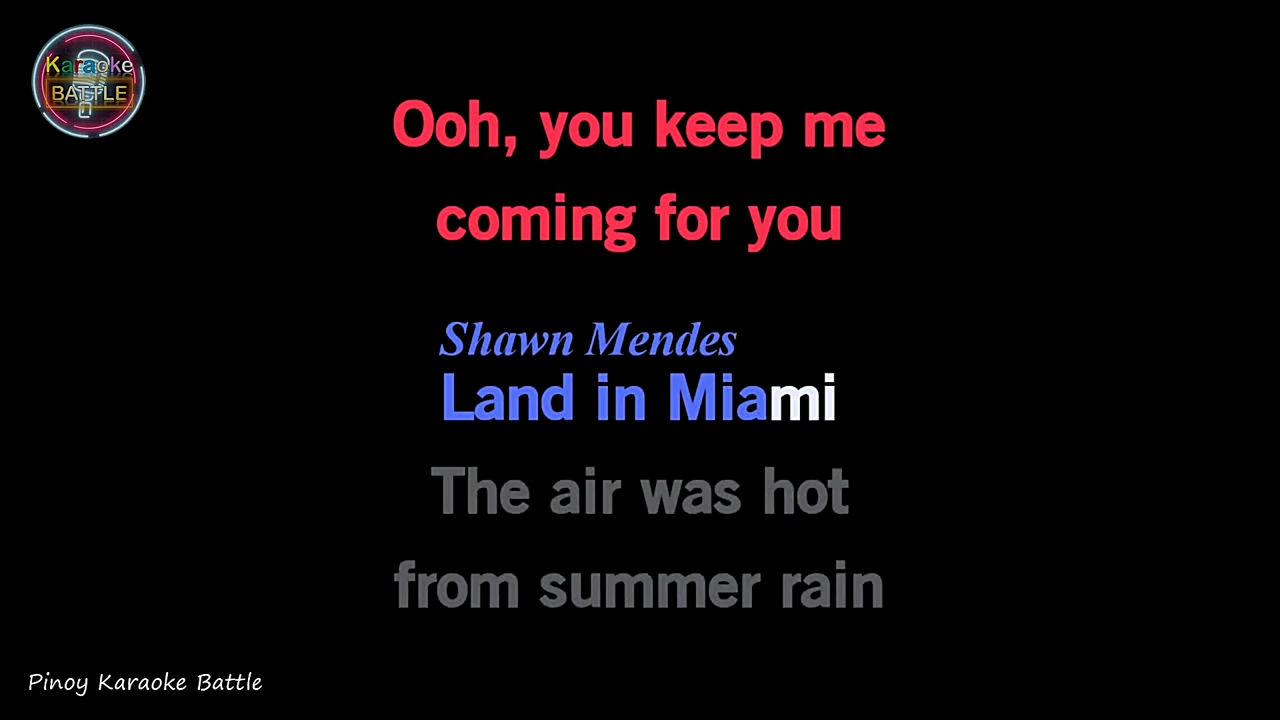 Karaoke
BATTLE
Ooh, you keep me
coming for you
Shawn Mendes
Land in Miami
The air was hot
from summer rain
Pinoy Karaoke Battle